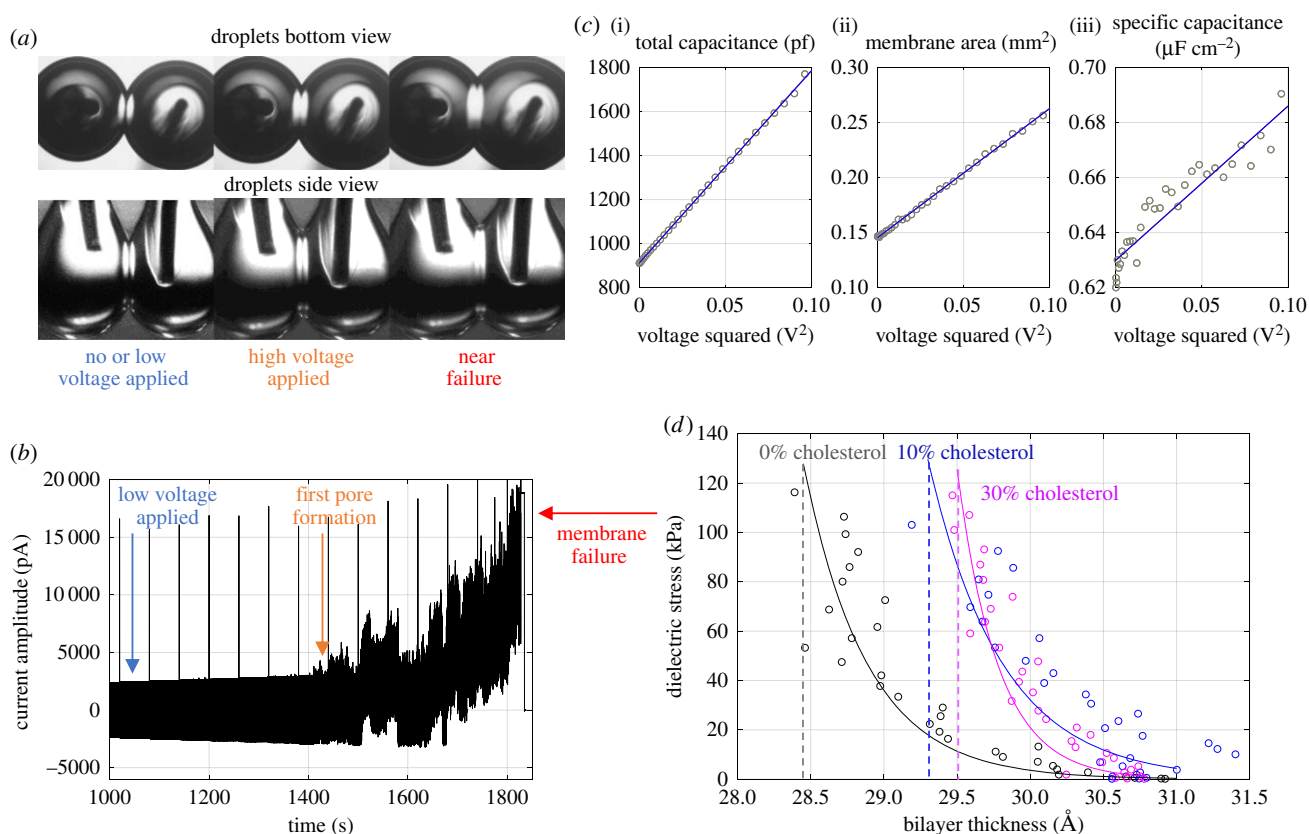 (a)
droplets bottom view
droplets side view
no or low
voltage applied
high voltage
applied
near
failure
(b)
20 000
15 000
10 000
5000
0
–5000
current amplitude (pA)
low voltage
applied
first pore
formation
membrane
failure
1000
1200
1400
1600
1800
time (s)
(c) (i)
total capacitance (pf)
1800
1600
1400
1200
1000
800
0
0.05
0.10
voltage squared (V²)
(ii)
membrane area (mm²)
0.30
0.25
0.20
0.15
0.10
0
0.05
0.10
voltage squared (V²)
(iii)
specific capacitance
(µF cm⁻²)
0.70
0.68
0.66
0.64
0.62
0
0.05
0.10
voltage squared (V²)
(d)
140
120
100
80
60
40
20
0
dielectric stress (kPa)
0% cholesterol
10% cholesterol
30% cholesterol
28.0
28.5
29.0
29.5
30.0
30.5
31.0
31.5
bilayer thickness (Å)